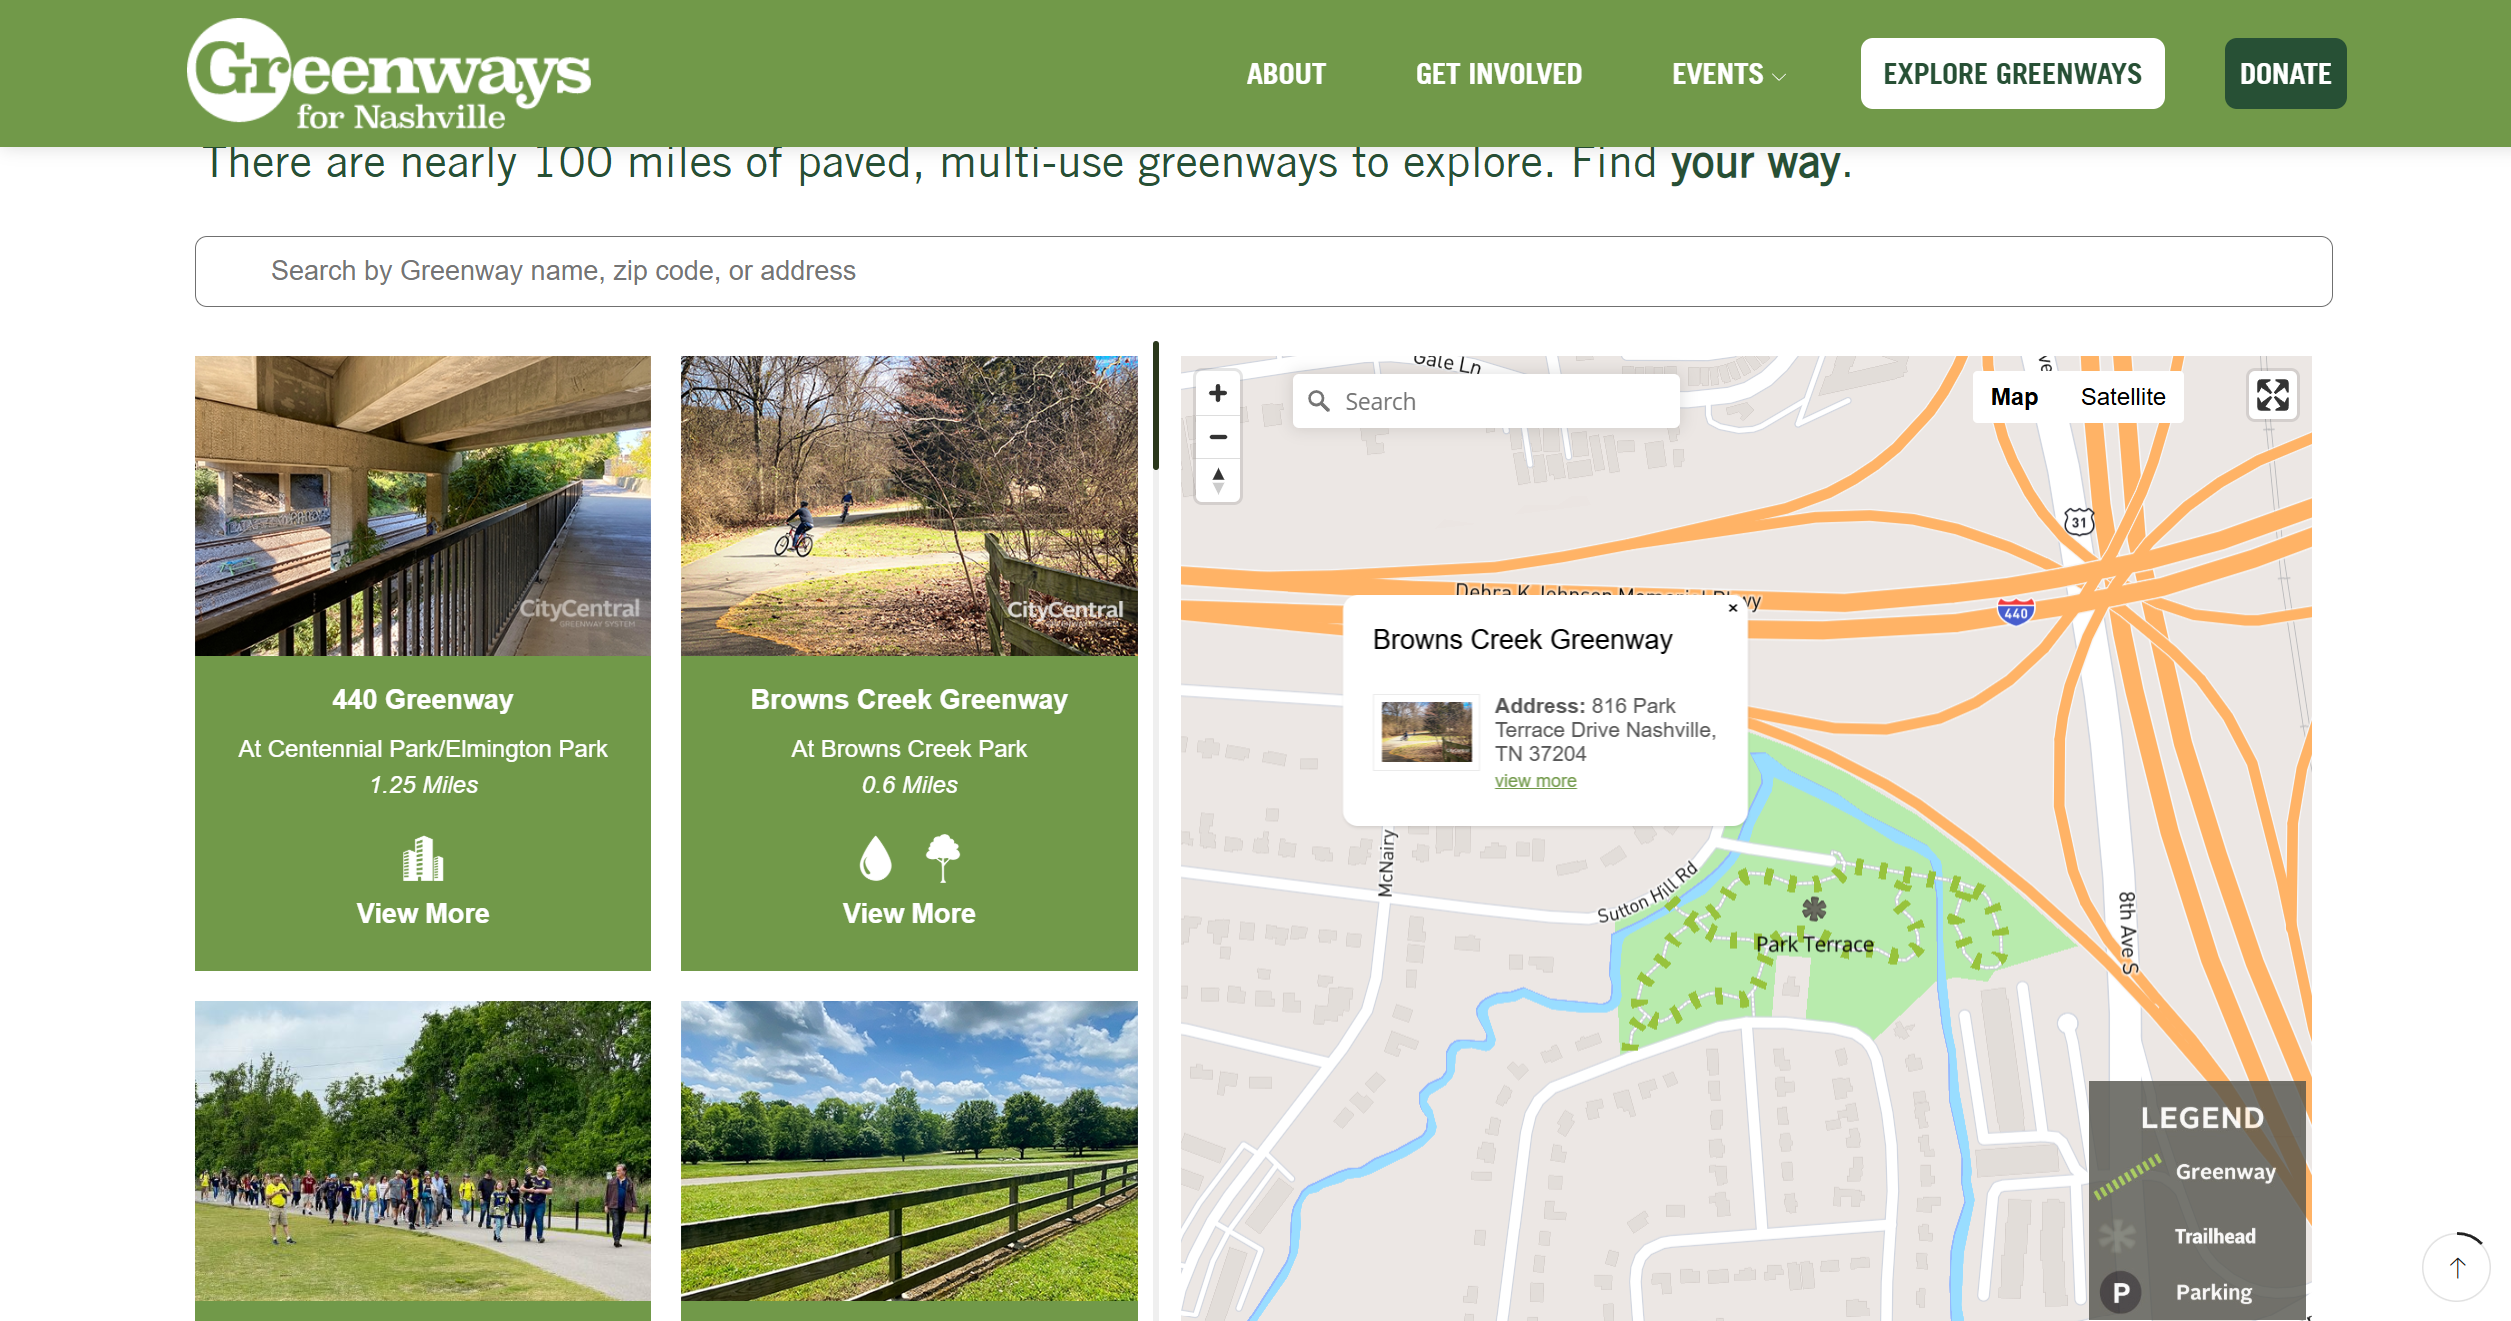 Greenways
for Nashville
ABOUT
GET INVOLVED
EVENTS
EXPLORE GREENWAYS
DONATE
There are nearly 100 miles of paved, multi-use greenways to explore. Find your way.
Search by Greenway name, zip code, or address
CityCentral
GREENWAY SYSTEM
440 Greenway
At Centennial Park/Elmington Park
1.25 Miles
View More
CityCentral
Browns Creek Greenway
At Browns Creek Park
0.6 Miles
View More
Gale Ln
Search
Map
Satellite
31
440
Debra K Johnson Memorial Pkwy
×
Browns Creek Greenway
Address: 816 Park
Terrace Drive Nashville,
TN 37204
view more
McNairy
Sutton Hill Rd
Park Terrace
8th Ave S
LEGEND
Greenway
Trailhead
P
Parking